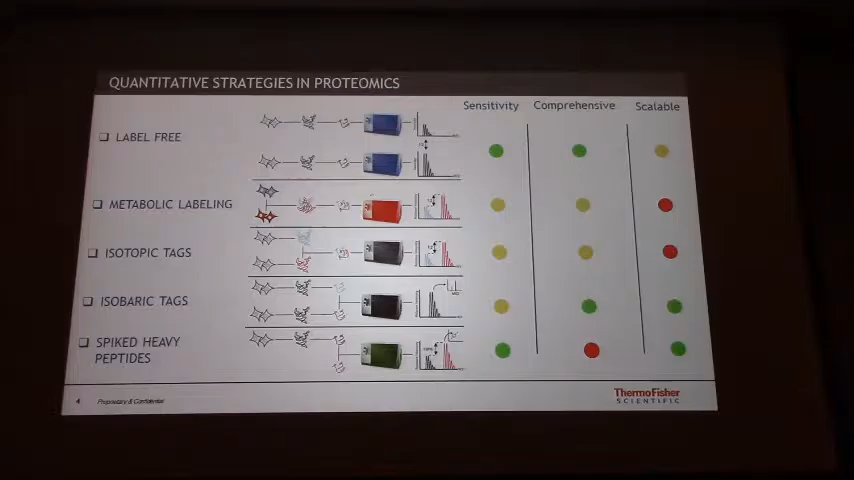 QUANTITATIVE STRATEGIES IN PROTEOMICS
Sensitivity Comprehensive Scalable
LABEL FREE
METABOLIC LABELING
ISOTOPIC TAGS
ISOBARIC TAGS
SPIKED HEAVY
PEPTIDES
4 Proprietary & Confidential
ThermoFisher
SCIENTIFIC